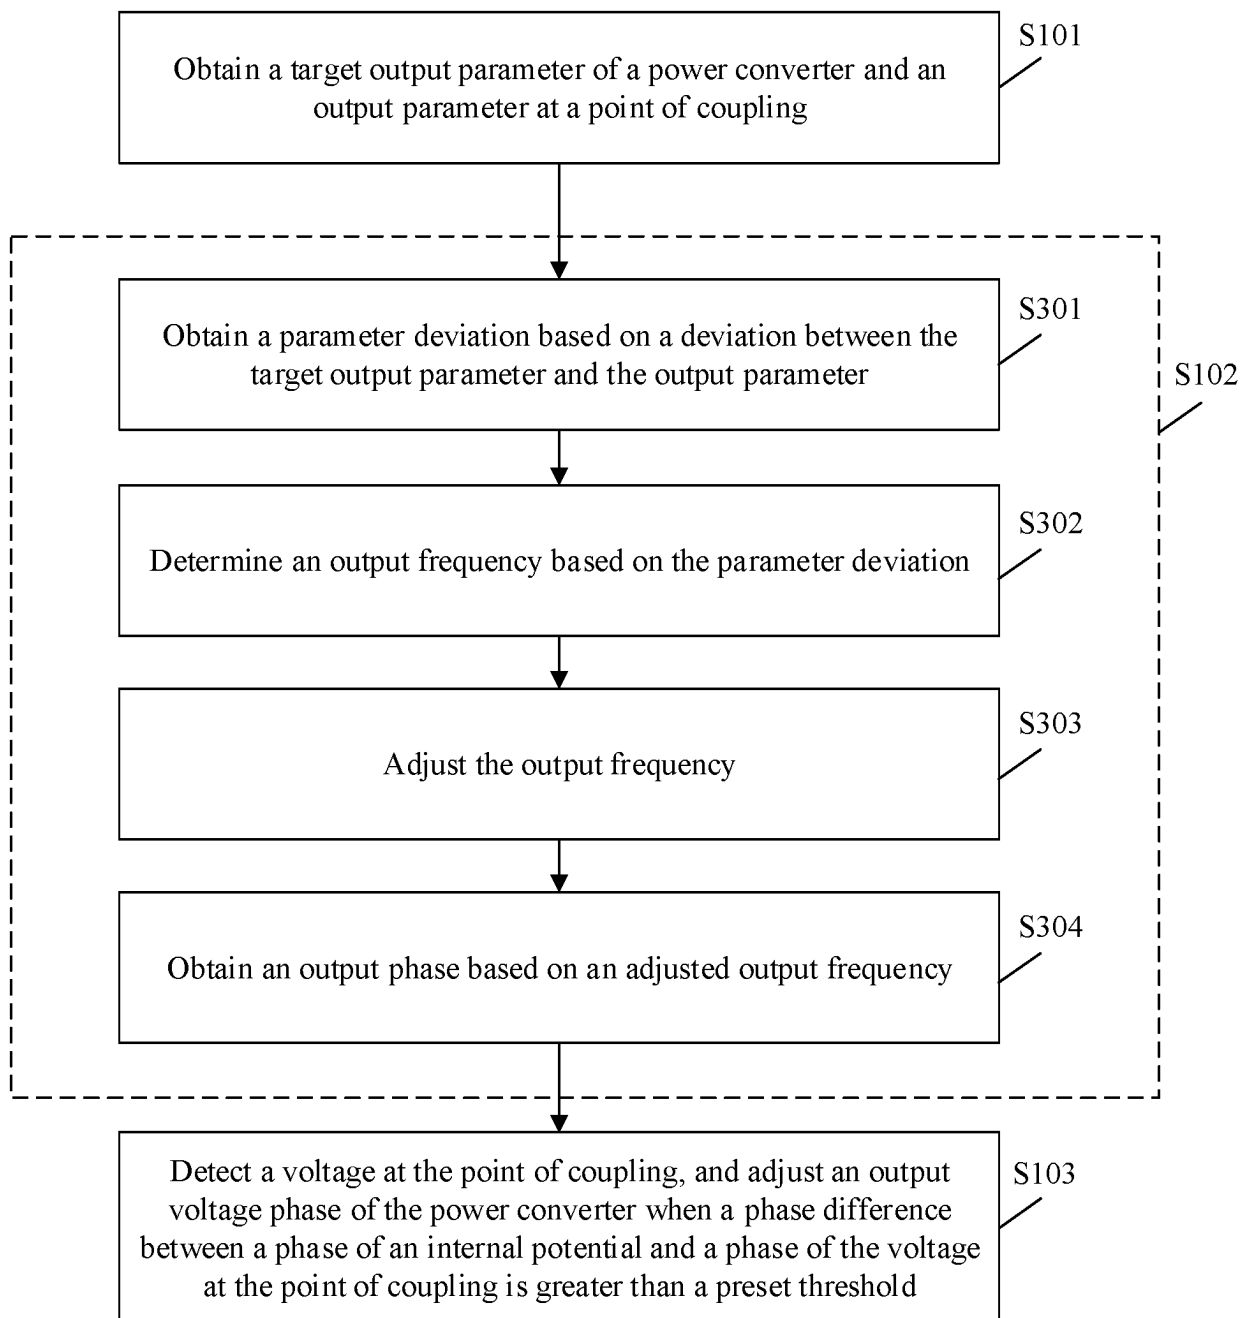 S101
Obtain a target output parameter of a power converter and an
output parameter at a point of coupling
S301
Obtain a parameter deviation based on a deviation between the
target output parameter and the output parameter
S102
S302
Determine an output frequency based on the parameter deviation
S303
Adjust the output frequency
S304
Obtain an output phase based on an adjusted output frequency
S103
Detect a voltage at the point of coupling, and adjust an output
voltage phase of the power converter when a phase difference
between a phase of an internal potential and a phase of the voltage
at the point of coupling is greater than a preset threshold